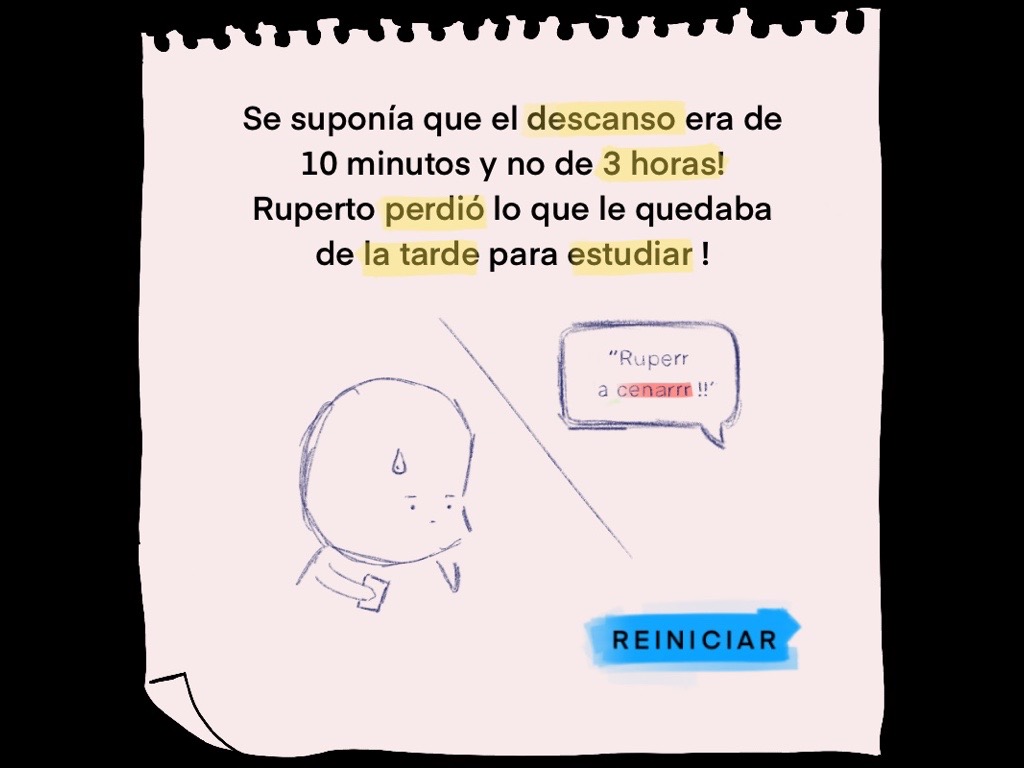 Se suponía que el descanso era de
10 minutos y no de 3 horas!
Ruperto perdió lo que le quedaba
de la tarde para estudiar !
“Ruperr
a cenarrr !!’
REINICIAR